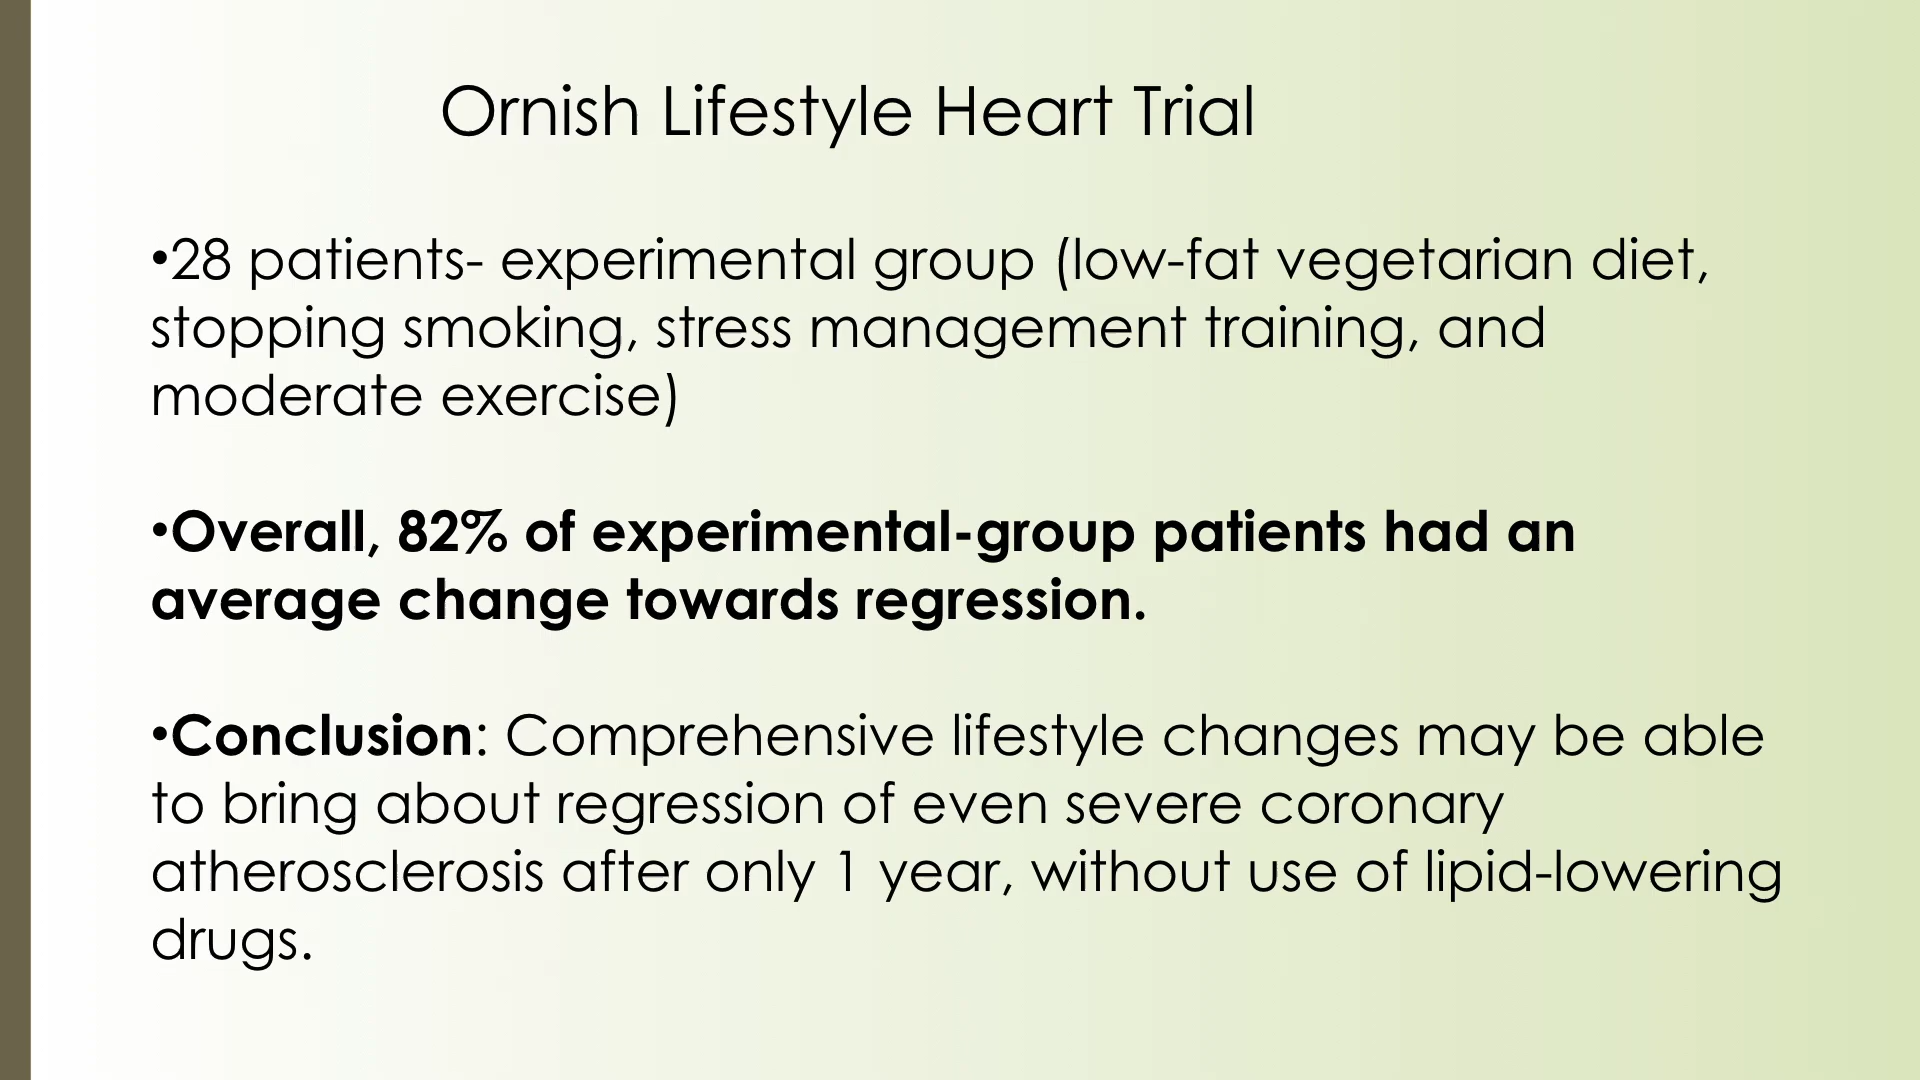 Ornish Lifestyle Heart Trial
•28 patients- experimental group (low-fat vegetarian diet,
stopping smoking, stress management training, and
moderate exercise)
•Overall, 82% of experimental-group patients had an
average change towards regression.
•Conclusion: Comprehensive lifestyle changes may be able
to bring about regression of even severe coronary
atherosclerosis after only 1 year, without use of lipid-lowering
drugs.